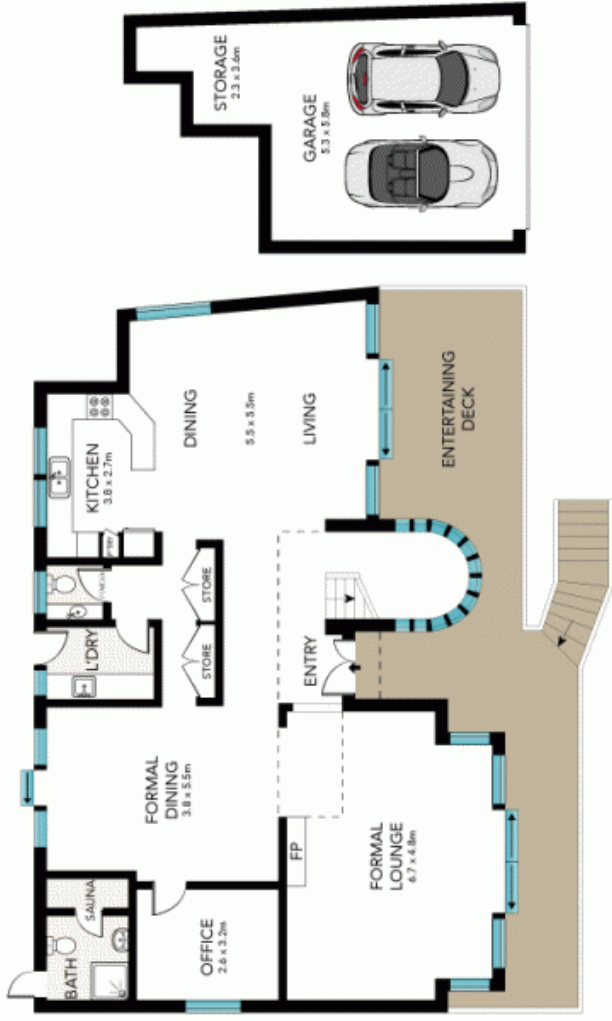 STORAGE
2.3 x 3.6m
GARAGE
5.3 x 5.8m
ENTERTAINING
DECK
DINING
5.5 x 5.5m
LIVING
KITCHEN
3.8 x 2.7m
P'TRY
STORE
STORE
L'DRY
ENTRY
FORMAL
DINING
3.8 x 5.5m
FP
FORMAL
LOUNGE
6.7 x 4.8m
SAUNA
BATH
OFFICE
2.6 x 3.2m